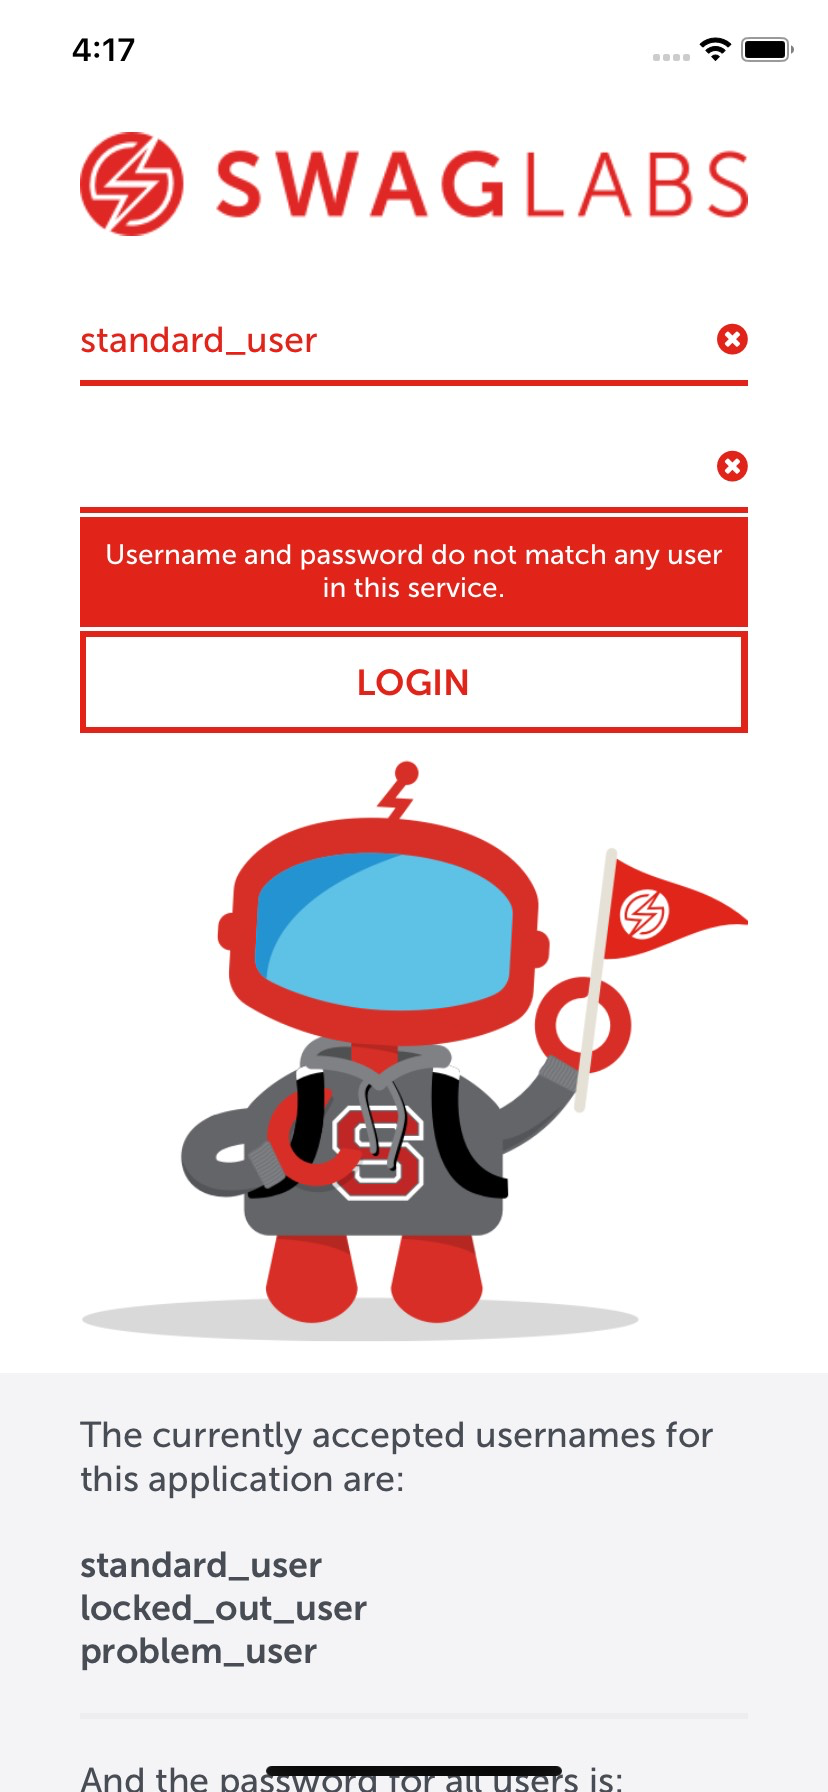 4:17
SWAGLABS
standard_user
Username and password do not match any user
in this service.
LOGIN
S
The currently accepted usernames for
this application are:
standard_user
locked_out_user
problem_user
And the password for all users is: